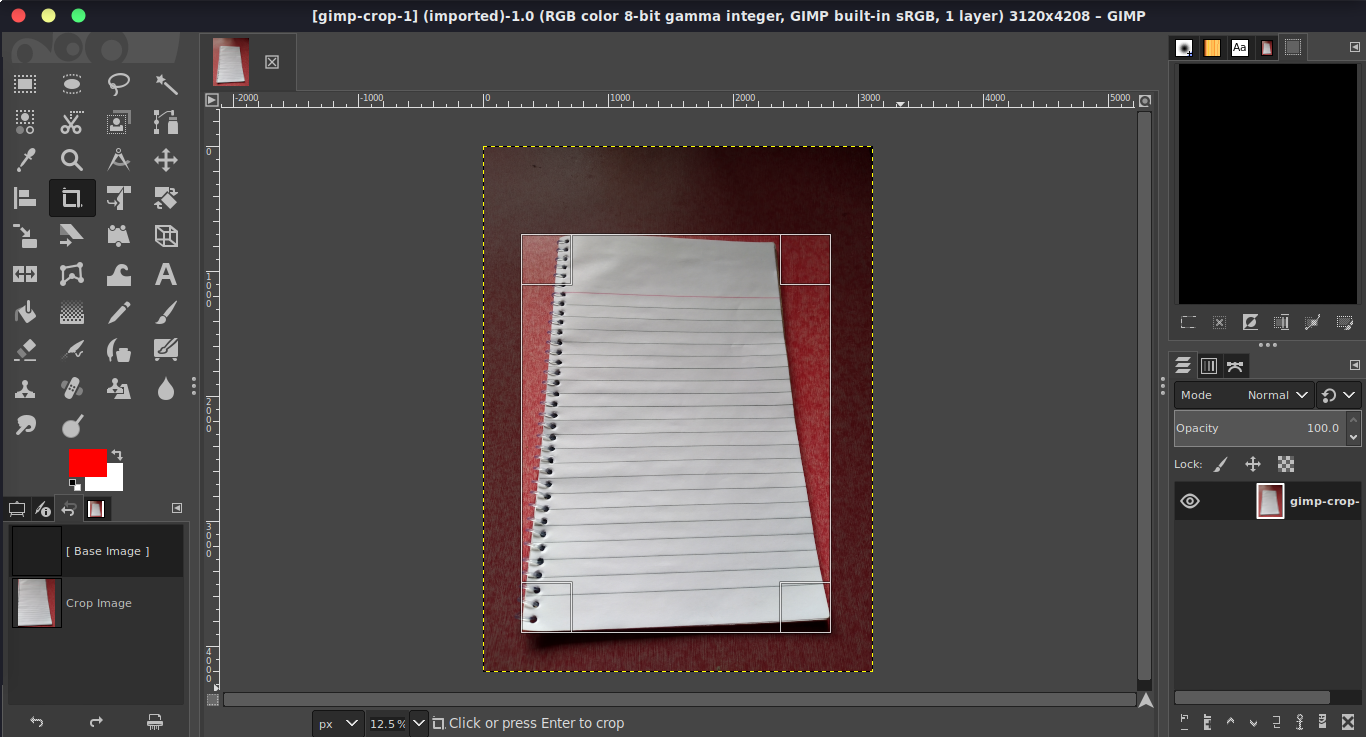 [gimp-crop-1] (imported)-1.0 (RGB color 8-bit gamma integer, GIMP built-in sRGB, 1 layer) 3120x4208 – GIMP
Aa
-2000 -1000 0 1000 2000 3000 4000 5000
0
1000
2000
3000
4000
Mode Normal
Opacity 100.0
Lock:
gimp-crop-
[ Base Image ]
Crop Image
px 12.5 % Click or press Enter to crop